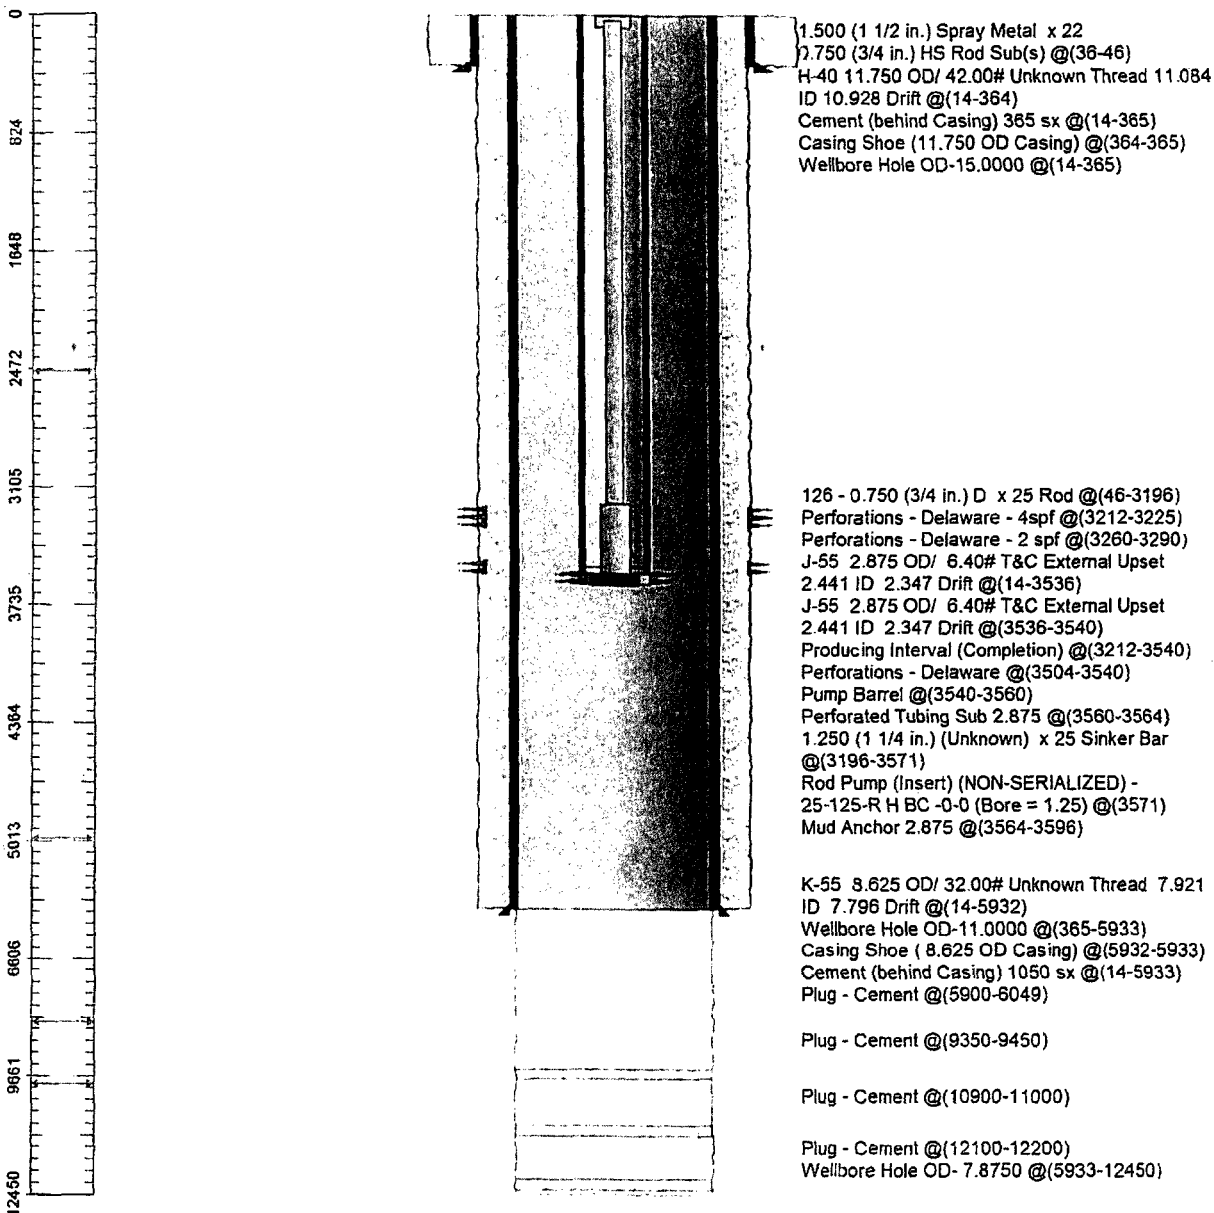 0
824
1648
2472
3105
3735
4364
5013
6606
9661
12450
1.500 (1 1/2 in.) Spray Metal x 22
0.750 (3/4 in.) HS Rod Sub(s) @(36-46)
H-40 11.750 OD/ 42.00# Unknown Thread 11.084
ID 10.928 Drift @(14-364)
Cement (behind Casing) 365 sx @(14-365)
Casing Shoe (11.750 OD Casing) @(364-365)
Wellbore Hole OD-15.0000 @(14-365)
126 - 0.750 (3/4 in.) D x 25 Rod @(46-3196)
Perforations - Delaware - 4spf @(3212-3225)
Perforations - Delaware - 2 spf @(3260-3290)
J-55 2.875 OD/ 6.40# T&C External Upset
2.441 ID 2.347 Drift @(14-3536)
J-55 2.875 OD/ 6.40# T&C External Upset
2.441 ID 2.347 Drift @(3536-3540)
Producing Interval (Completion) @(3212-3540)
Perforations - Delaware @(3504-3540)
Pump Barrel @(3540-3560)
Perforated Tubing Sub 2.875 @(3560-3564)
1.250 (1 1/4 in.) (Unknown) x 25 Sinker Bar
@(3196-3571)
Rod Pump (Insert) (NON-SERIALIZED) -
25-125-R H BC -0-0 (Bore = 1.25) @(3571)
Mud Anchor 2.875 @(3564-3596)
K-55 8.625 OD/ 32.00# Unknown Thread 7.921
ID 7.796 Drift @(14-5932)
Wellbore Hole OD-11.0000 @(365-5933)
Casing Shoe ( 8.625 OD Casing) @(5932-5933)
Cement (behind Casing) 1050 sx @(14-5933)
Plug - Cement @(5900-6049)
Plug - Cement @(9350-9450)
Plug - Cement @(10900-11000)
Plug - Cement @(12100-12200)
Wellbore Hole OD- 7.8750 @(5933-12450)